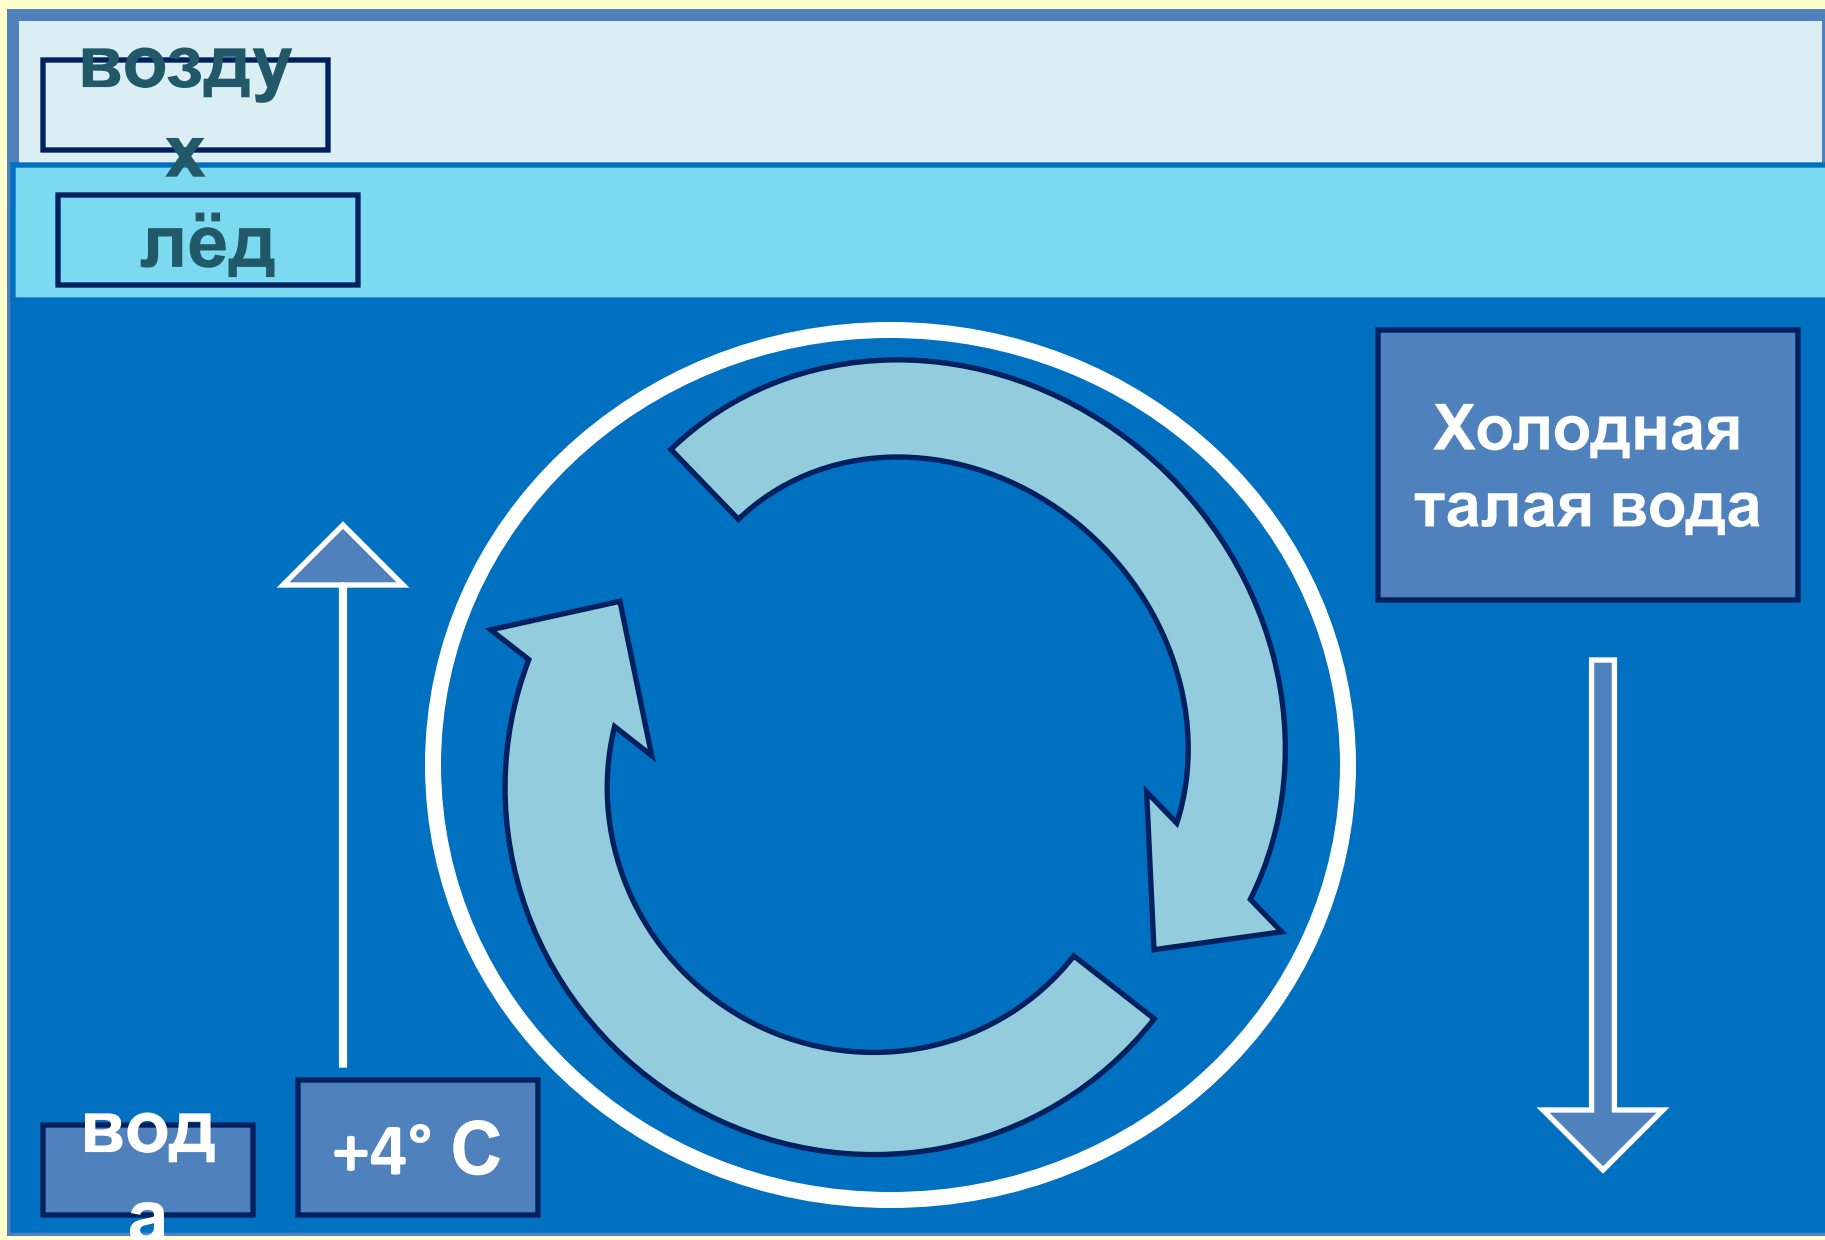 возду
х
лёд
Холодная
талая вода
+4° С
вод
а